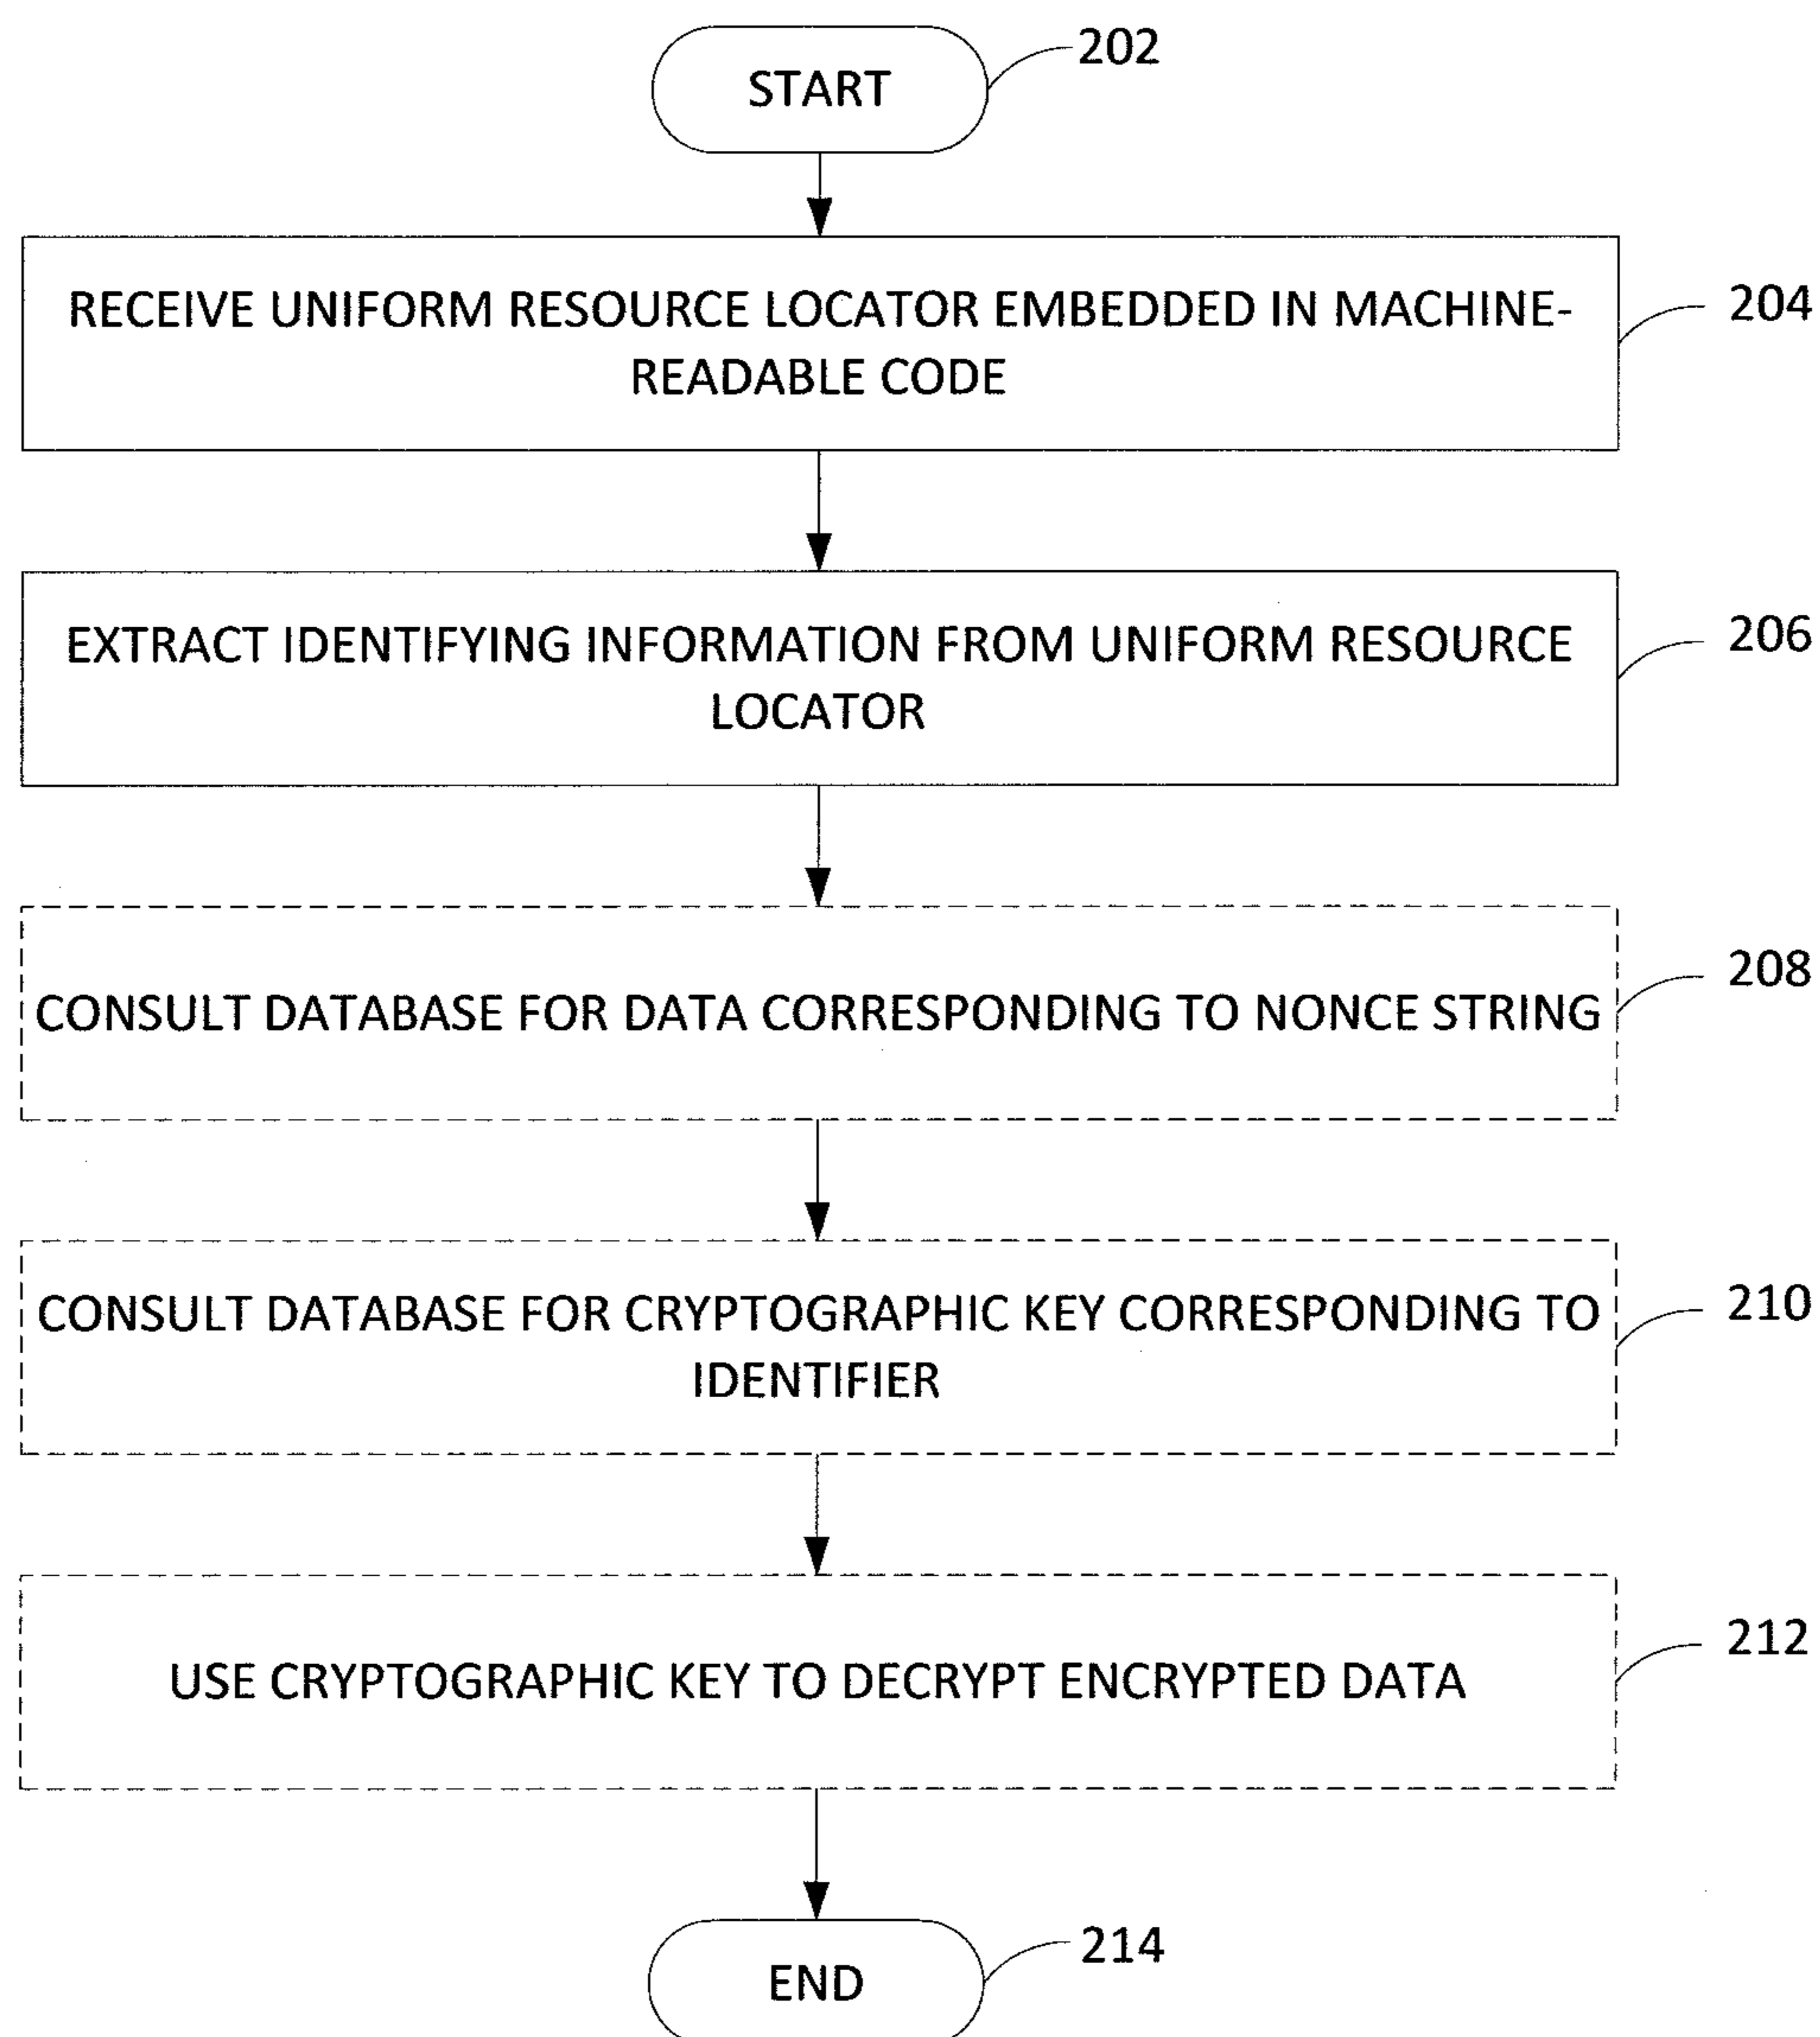 START
202
RECEIVE UNIFORM RESOURCE LOCATOR EMBEDDED IN MACHINE-
READABLE CODE
204
EXTRACT IDENTIFYING INFORMATION FROM UNIFORM RESOURCE
LOCATOR
206
CONSULT DATABASE FOR DATA CORRESPONDING TO NONCE STRING
208
CONSULT DATABASE FOR CRYPTOGRAPHIC KEY CORRESPONDING TO
IDENTIFIER
210
USE CRYPTOGRAPHIC KEY TO DECRYPT ENCRYPTED DATA
212
END
214